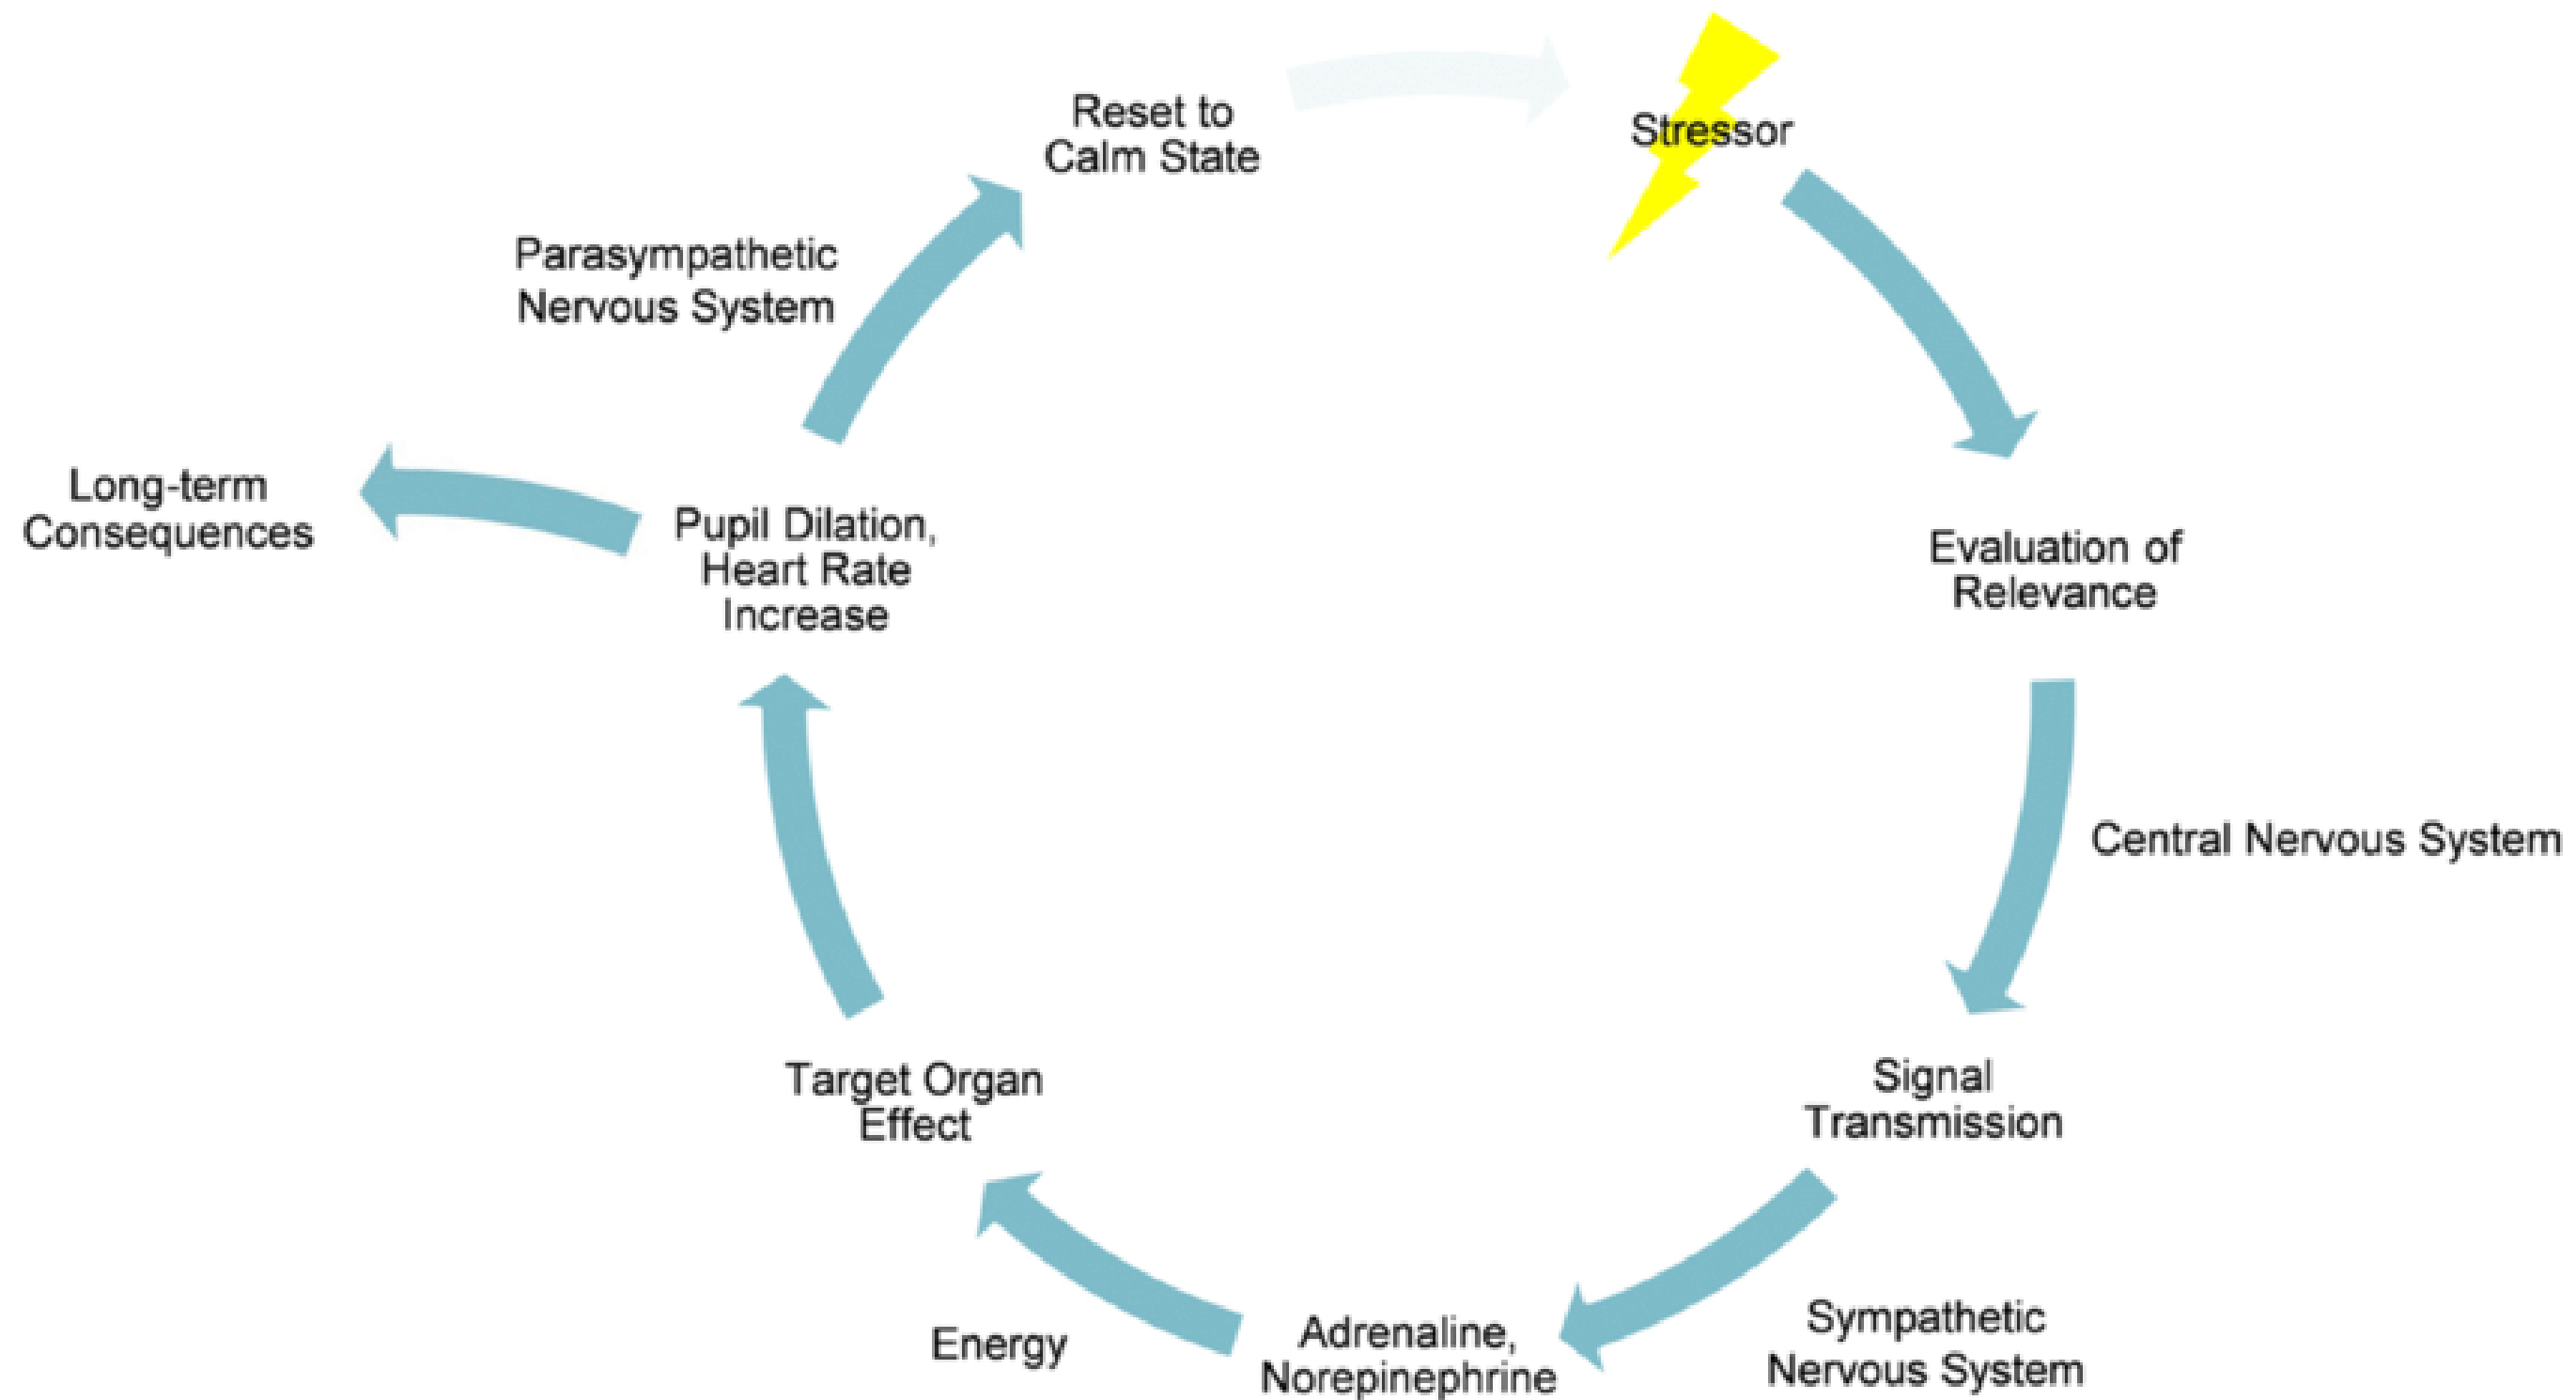 Reset to
Calm State
Stressor
Parasympathetic
Nervous System
Long-term
Consequences
Pupil Dilation,
Heart Rate
Increase
Evaluation of
Relevance
Central Nervous System
Target Organ
Effect
Signal
Transmission
Energy
Adrenaline,
Norepinephrine
Sympathetic
Nervous System